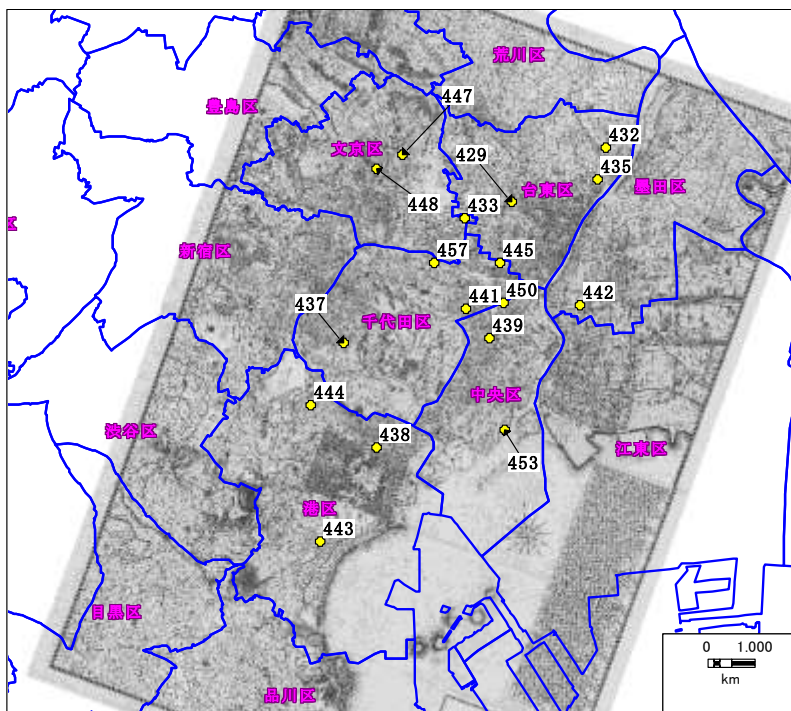 荒川区
447
豊島区
432
文京区
429
435
台東区
墨田区
448
433
区
新宿区
457
445
450
441
442
437
千代田区
439
444
中央区
渋谷区
438
453
江東区
港区
443
目黒区
0 1.000
km
品川区